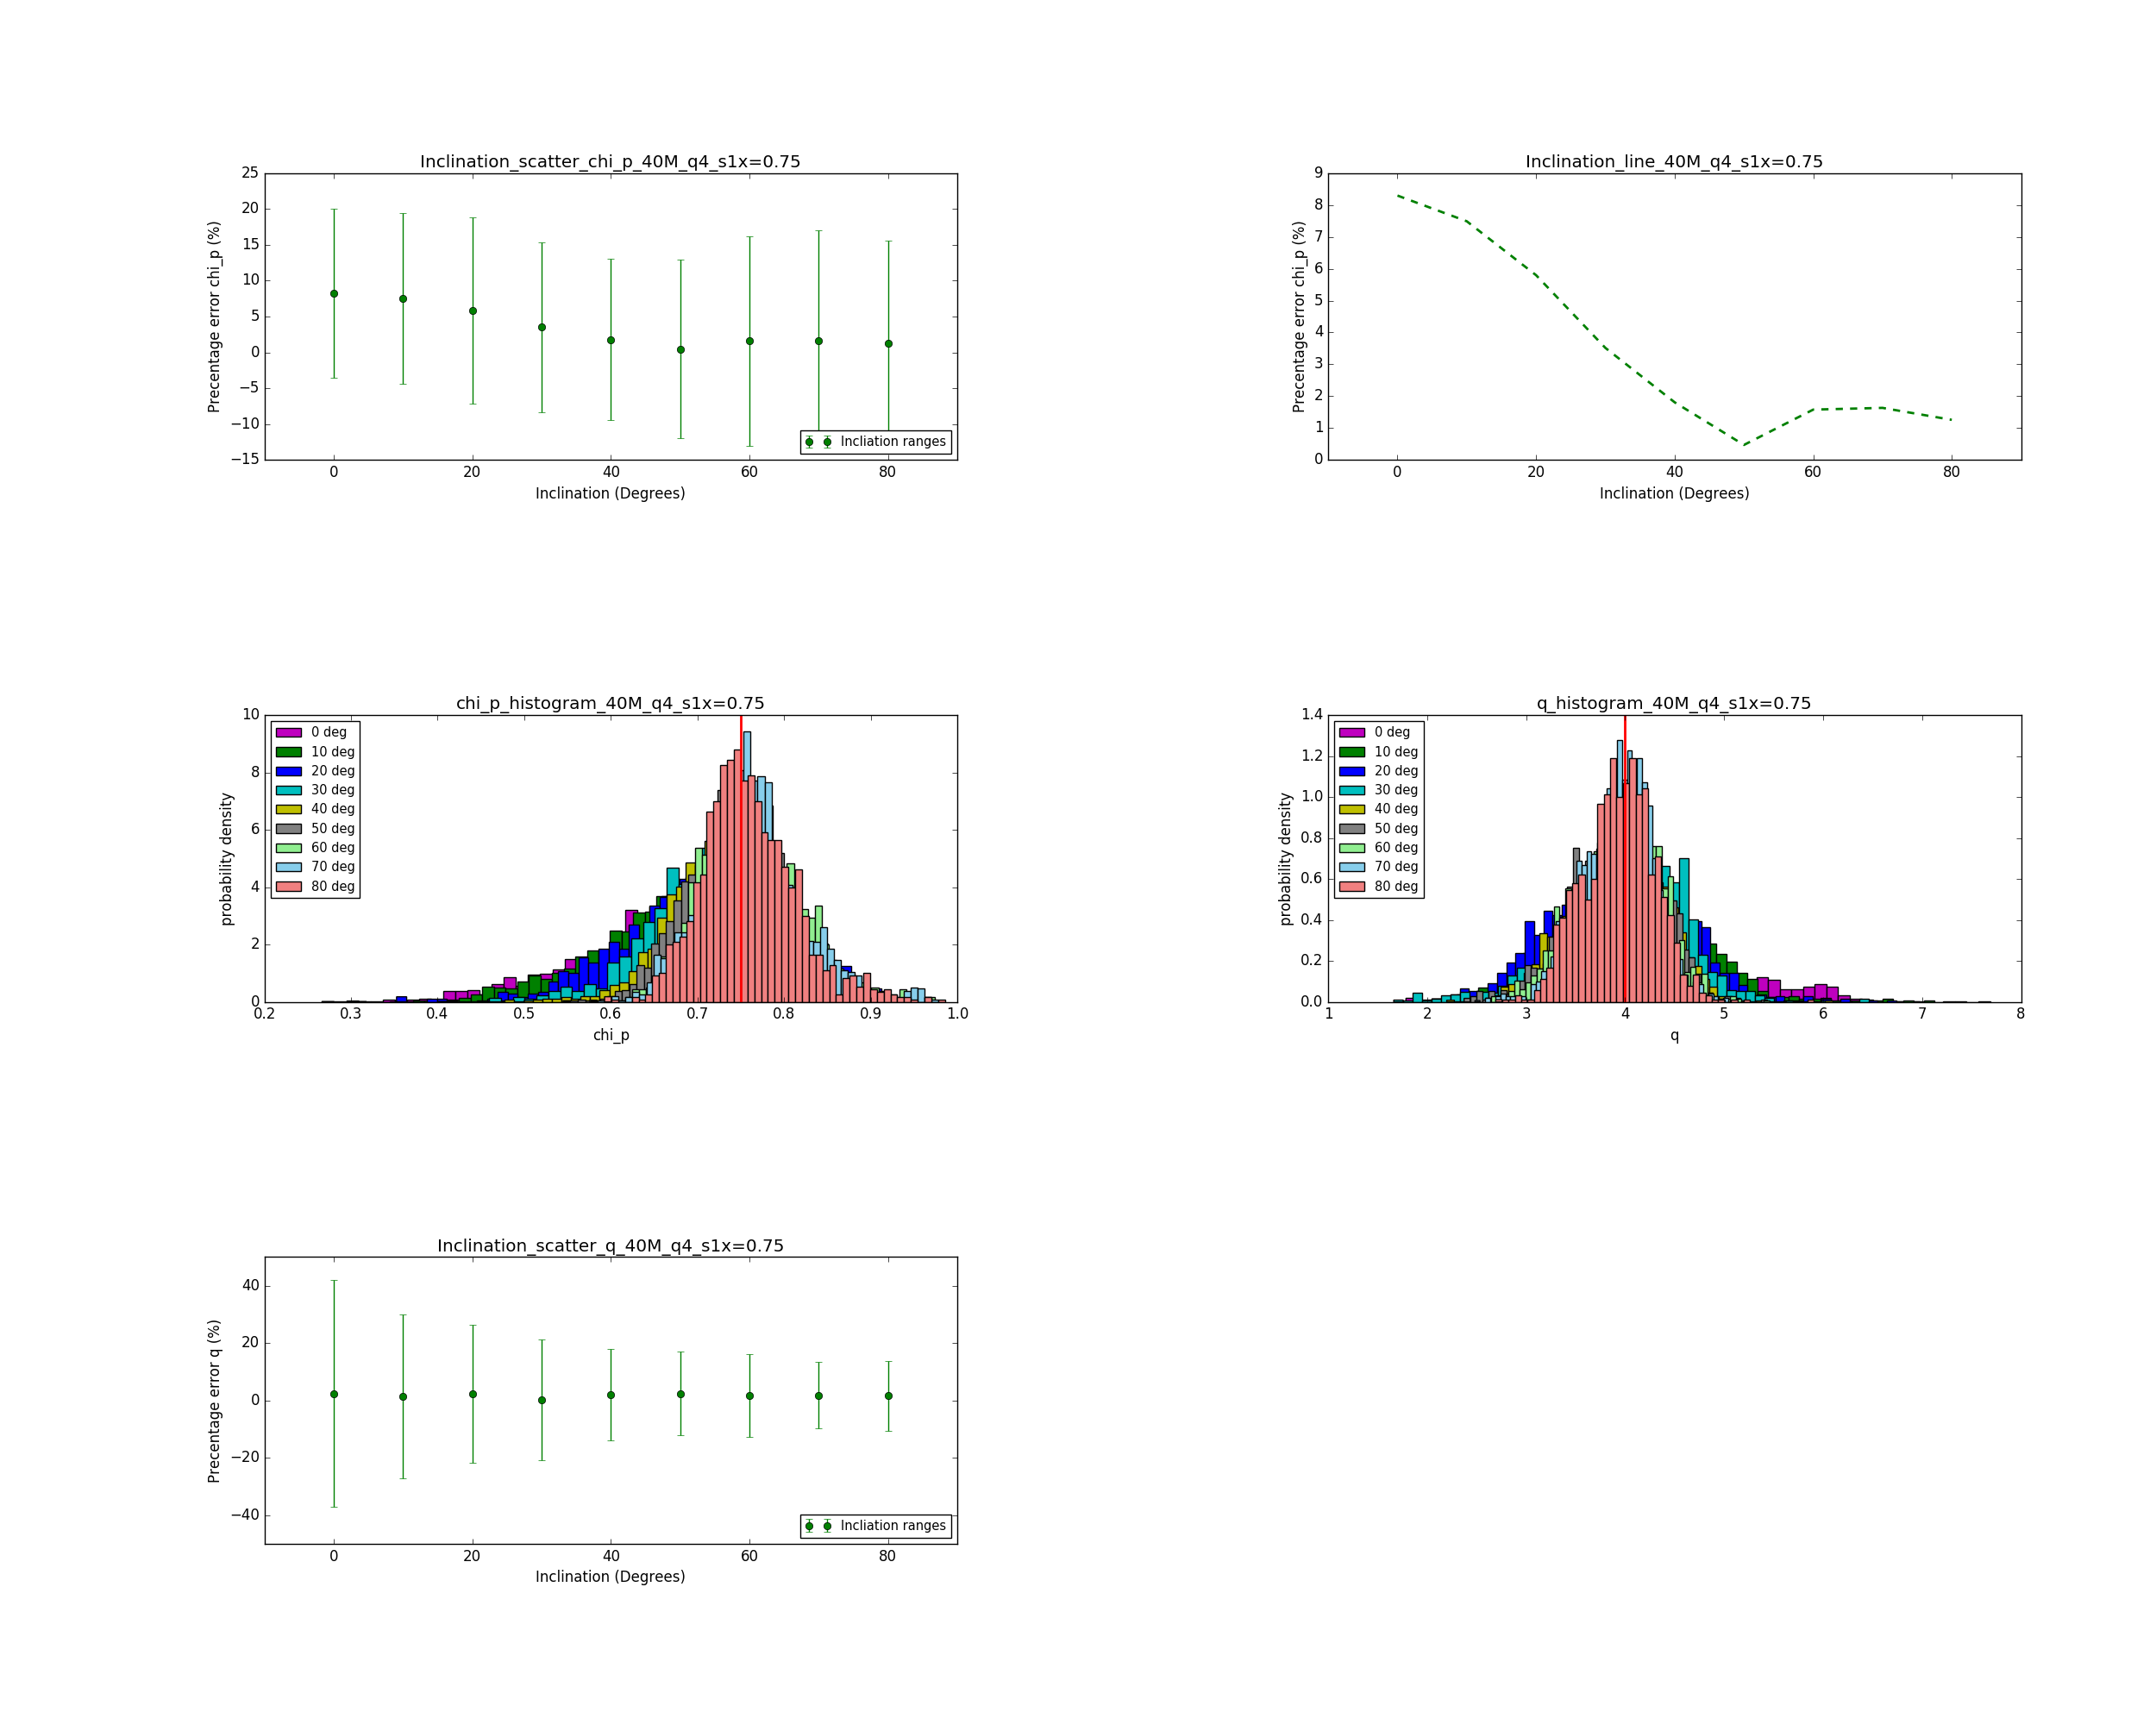 Inclination_scatter_chi_p_40M_q4_s1x=0.75
25
20
15
10
5
0
−5
−10
−15
Precentage error chi_p (%)
Incliation ranges
0 20 40 60 80
Inclination (Degrees)
Inclination_line_40M_q4_s1x=0.75
9
8
7
6
5
4
3
2
1
0
Precentage error chi_p (%)
0 20 40 60 80
Inclination (Degrees)
chi_p_histogram_40M_q4_s1x=0.75
10
8
6
4
2
0
probability density
0 deg
10 deg
20 deg
30 deg
40 deg
50 deg
60 deg
70 deg
80 deg
0.2 0.3 0.4 0.5 0.6 0.7 0.8 0.9 1.0
chi_p
q_histogram_40M_q4_s1x=0.75
1.4
1.2
1.0
0.8
0.6
0.4
0.2
0.0
probability density
0 deg
10 deg
20 deg
30 deg
40 deg
50 deg
60 deg
70 deg
80 deg
1 2 3 4 5 6 7 8
q
Inclination_scatter_q_40M_q4_s1x=0.75
40
20
0
−20
−40
Precentage error q (%)
Incliation ranges
0 20 40 60 80
Inclination (Degrees)